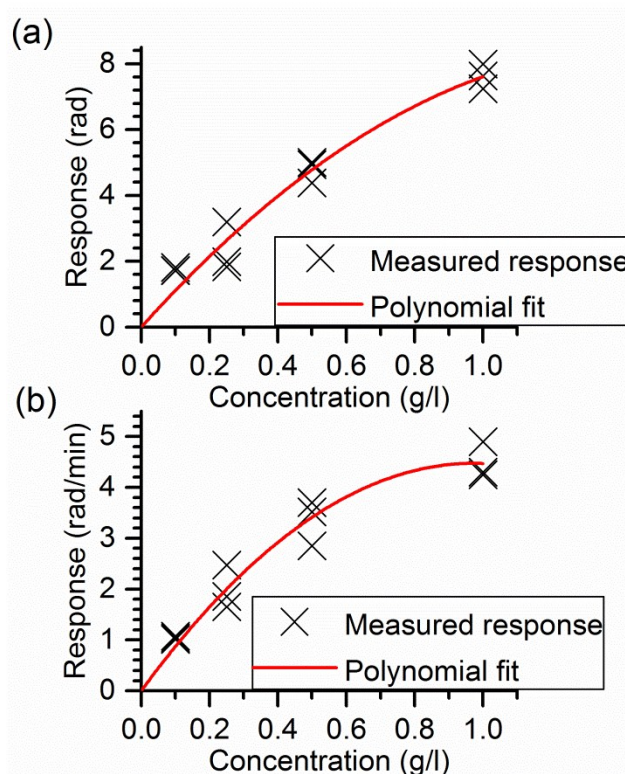 (a)
8
6
4
2
0
Response (rad)
Measured response
Polynomial fit
0.0 0.2 0.4 0.6 0.8 1.0
Concentration (g/l)
(b)
5
4
3
2
1
0
Response (rad/min)
Measured response
Polynomial fit
0.0 0.2 0.4 0.6 0.8 1.0
Concentration (g/l)